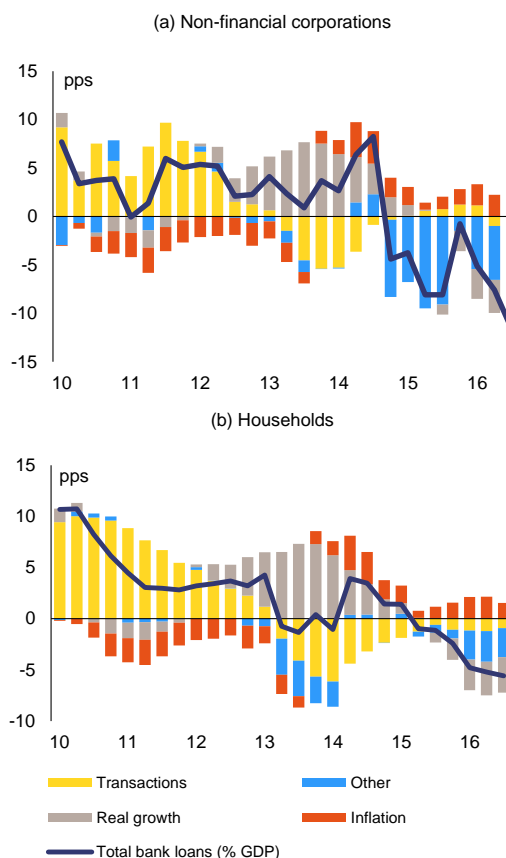 (a) Non-financial corporations
15
pps
10
5
0
-5
-10
-15
10 11 12 13 14 15 16
(b) Households
15
pps
10
5
0
-5
-10
10 11 12 13 14 15 16
Transactions Other
Real growth Inflation
Total bank loans (% GDP)